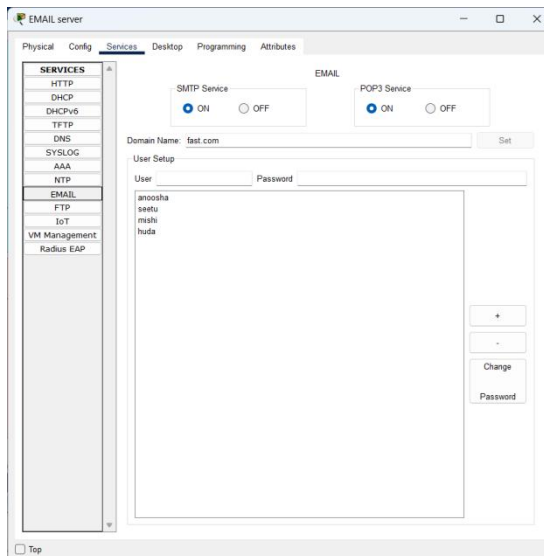 EMAIL server
Physical Config Services Desktop Programming Attributes
SERVICES
HTTP
DHCP
DHCPv6
TFTP
DNS
SYSLOG
AAA
NTP
EMAIL
FTP
IoT
VM Management
Radius EAP
EMAIL
SMTP Service
ON OFF
POP3 Service
ON OFF
Domain Name: fast.com Set
User Setup
User Password
anoosha
seetu
mishi
huda
+
-
Change
Password
Top